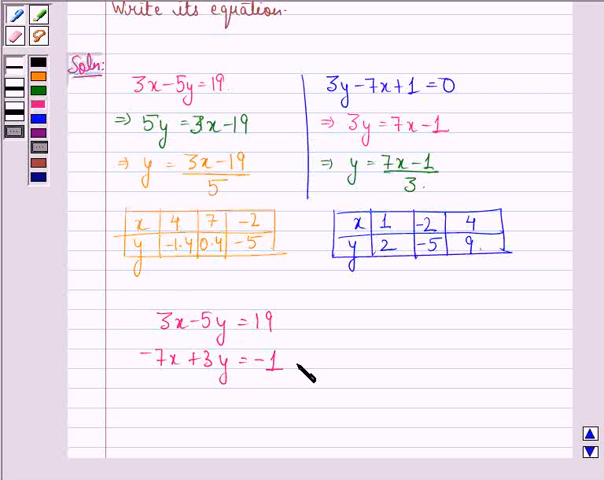 Write its equation.
Soln:
3x-5y=19
⇒ 5y=3x-19
⇒ y = 3x-19
5
x 4 7 -2
y -1.4 0.4 -5
3y-7x+1=0
⇒ 3y=7x-1
⇒ y = 7x-1
3.
x 1 -2 4
y 2 -5 9.
3x-5y=19
-7x+3y=-1